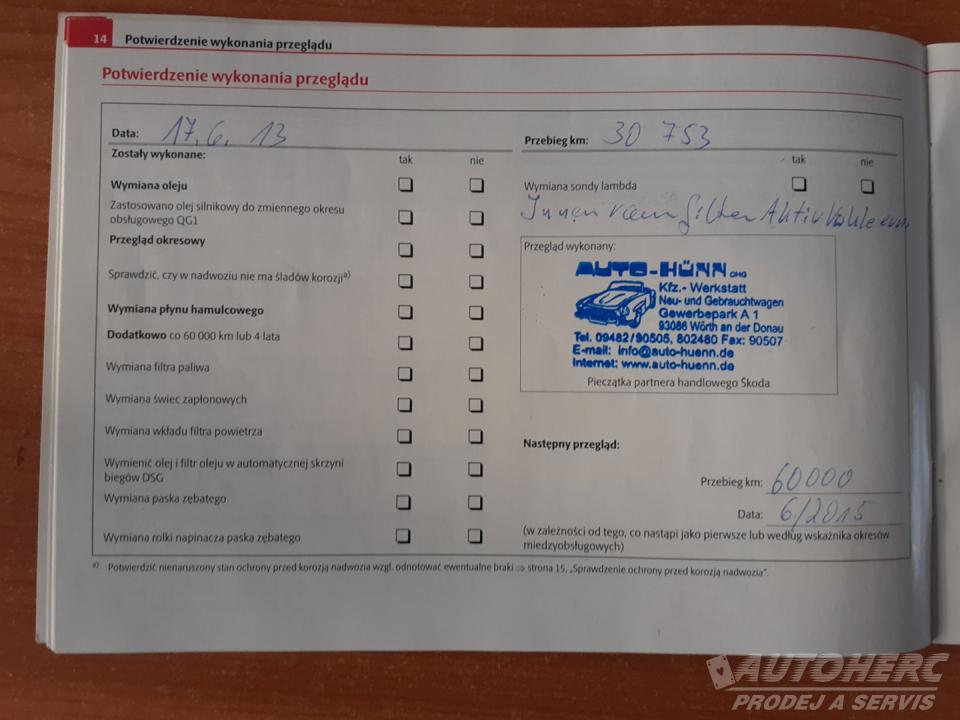 14 Potwierdzenie wykonania przeglądu
Potwierdzenie wykonania przeglądu
Data: 17.6.13
Zostały wykonane: tak nie
Wymiana oleju
Zastosowano olej silnikowy do zmiennego okresu
obsługowego QG1
Przegląd okresowy
Sprawdzić, czy w nadwoziu nie ma śladów korozji a)
Wymiana płynu hamulcowego
Dodatkowo co 60 000 km lub 4 lata
Wymiana filtra paliwa
Wymiana świec zapłonowych
Wymiana wkładu filtra powietrza
Wymienić olej i filtr oleju w automatycznej skrzyni
biegów DSG
Wymiana paska zębatego
Wymiana rolki napinacza paska zębatego
Przebieg km: 30 753
tak nie
Wymiana sondy lambda
Innenraumfilter Aktivkohle
Przegląd wykonany:
AUTO-HÜNN OHG
Kfz.- Werkstatt
Neu- und Gebrauchtwagen
Gewerbepark A 1
93086 Wörth an der Donau
Tel. 09482/90505, 802480 Fax: 90507
E-mail: info@auto-huenn.de
Internet: www.auto-huenn.de
Pieczątka partnera handlowego Škoda
Następny przegląd:
Przebieg km: 60000
Data: 6/2015
(w zależności od tego, co nastąpi jako pierwsze lub według wskaźnika okresów
międzyobsługowych)
a) Potwierdzić nienaruszony stan ochrony przed korozją nadwozia wzgl. odnotować ewentualne braki ⇒ strona 15, „Sprawdzenie ochrony przed korozją nadwozia”.
AUTOHERC
PRODEJ A SERVIS